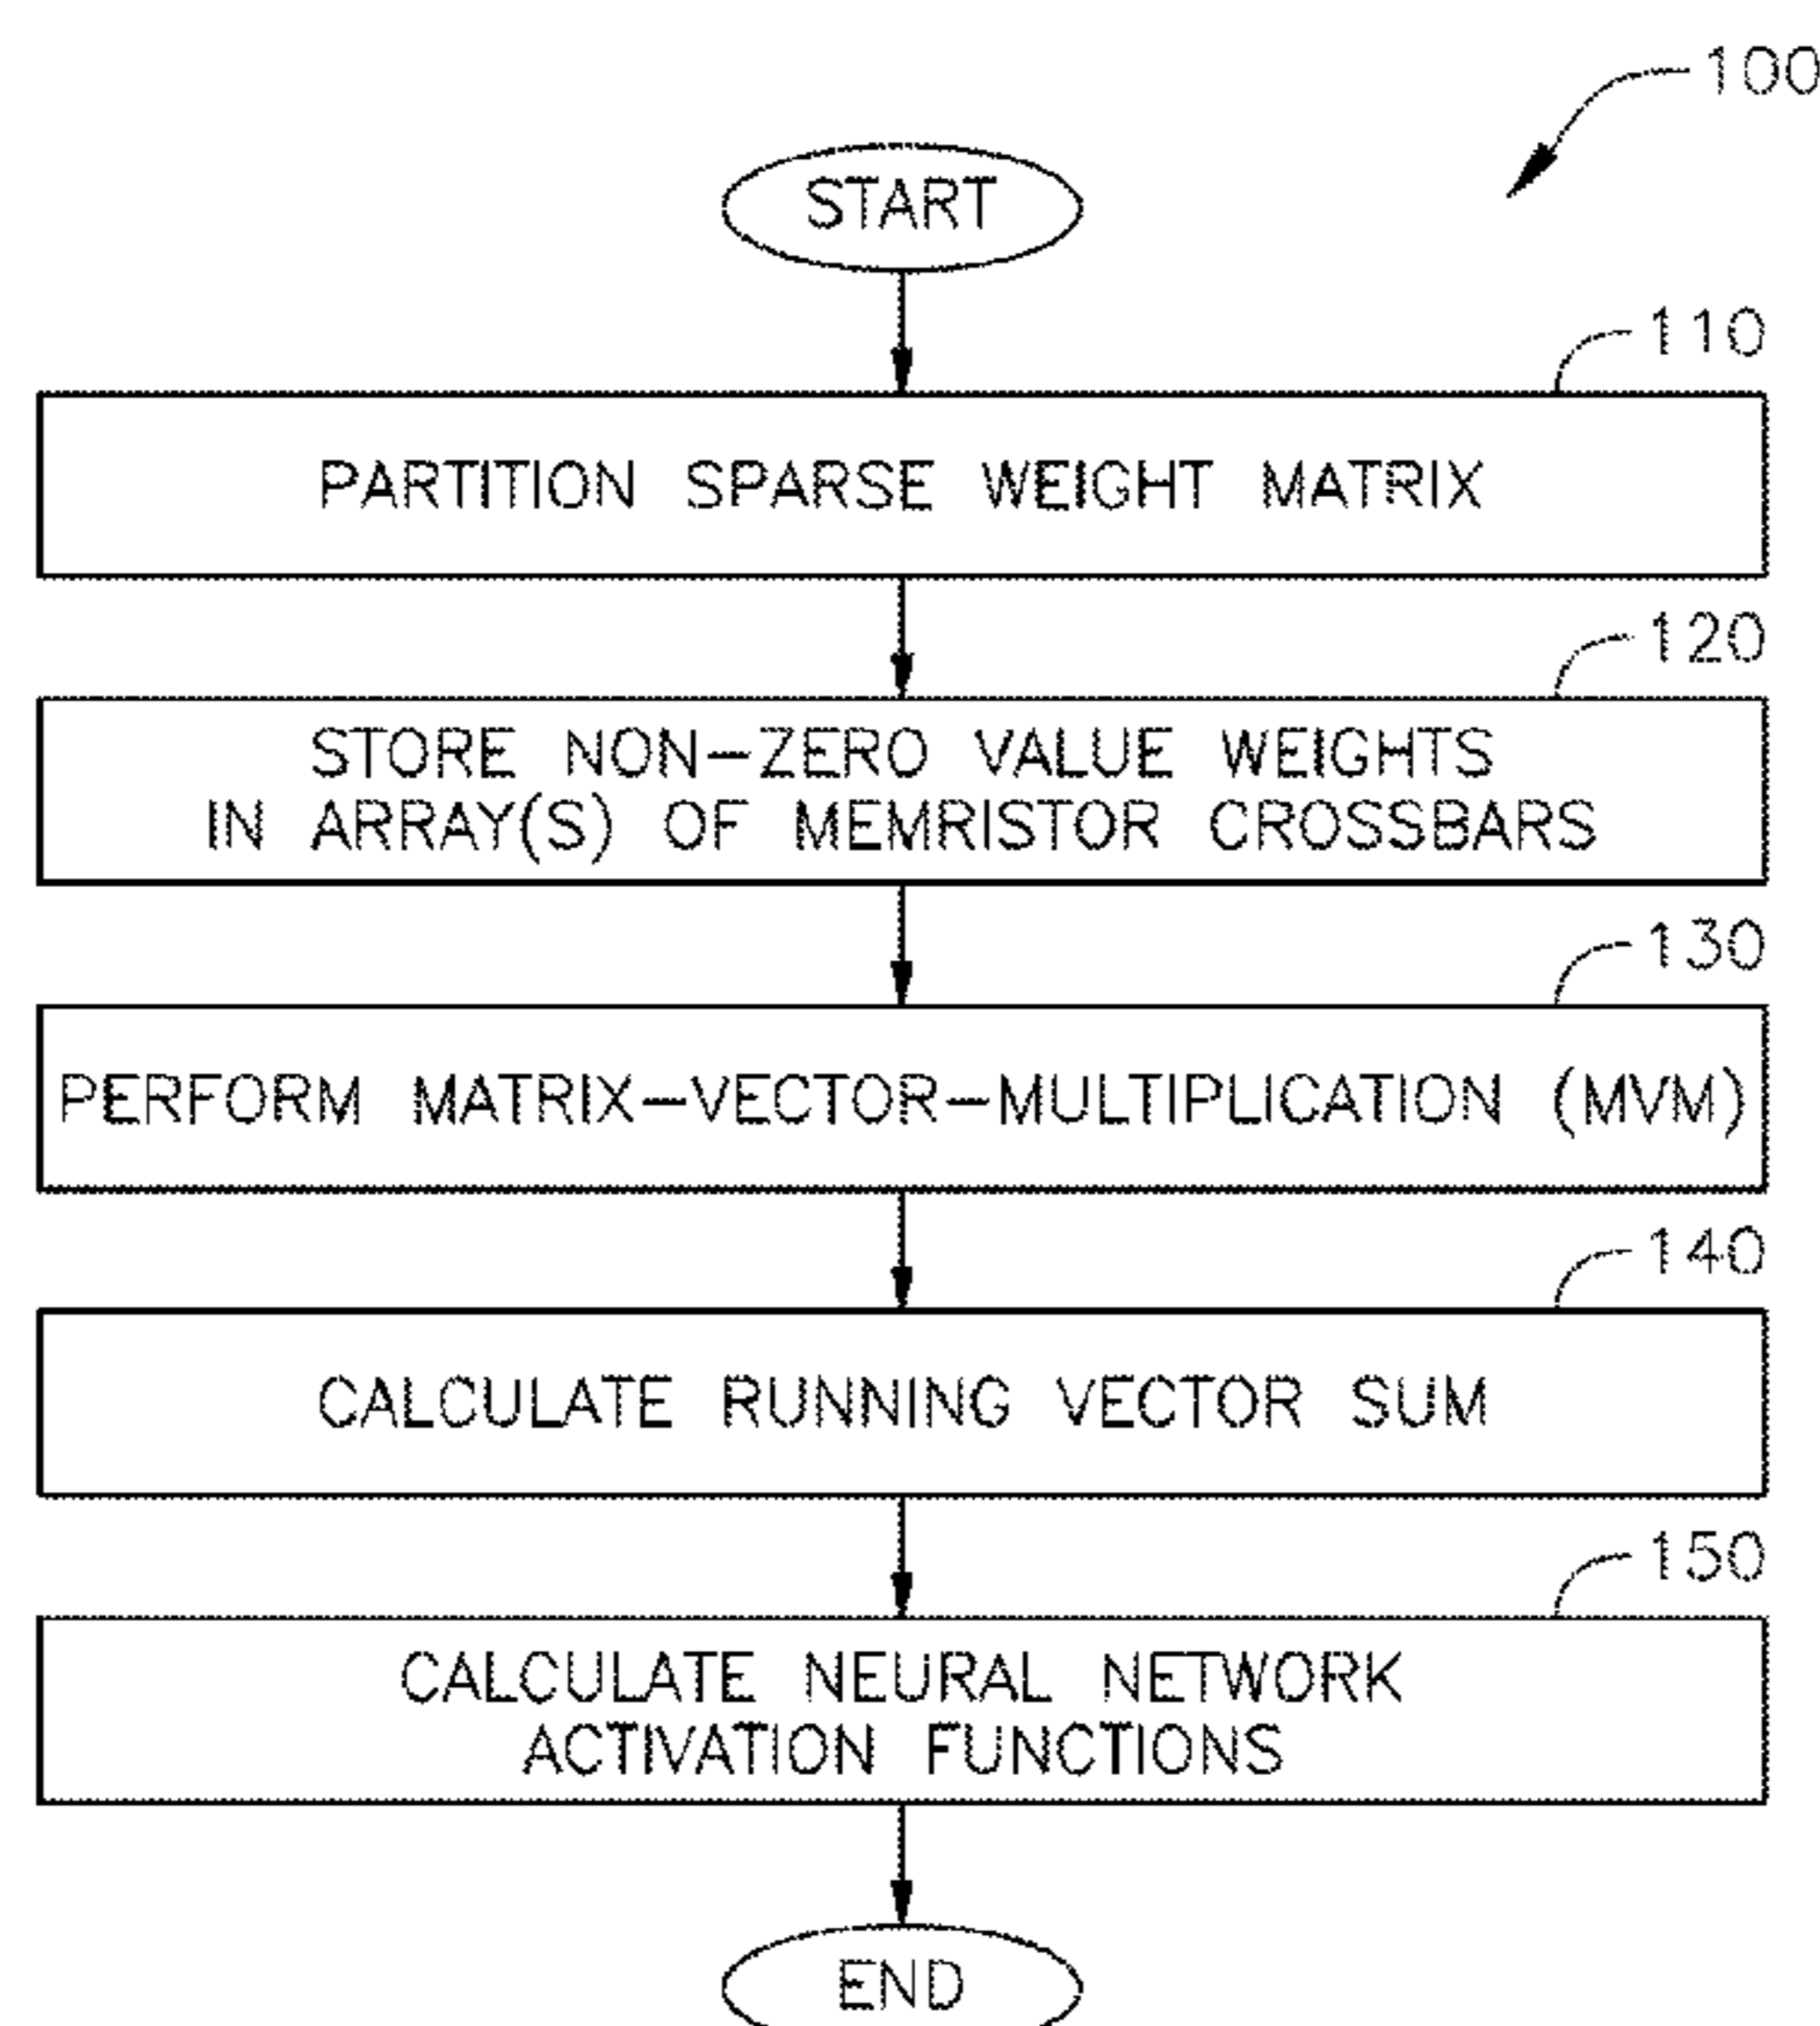 100
START
110
PARTITION SPARSE WEIGHT MATRIX
120
STORE NON-ZERO VALUE WEIGHTS
IN ARRAY(S) OF MEMRISTOR CROSSBARS
130
PERFORM MATRIX-VECTOR-MULTIPLICATION (MVM)
140
CALCULATE RUNNING VECTOR SUM
150
CALCULATE NEURAL NETWORK
ACTIVATION FUNCTIONS
END